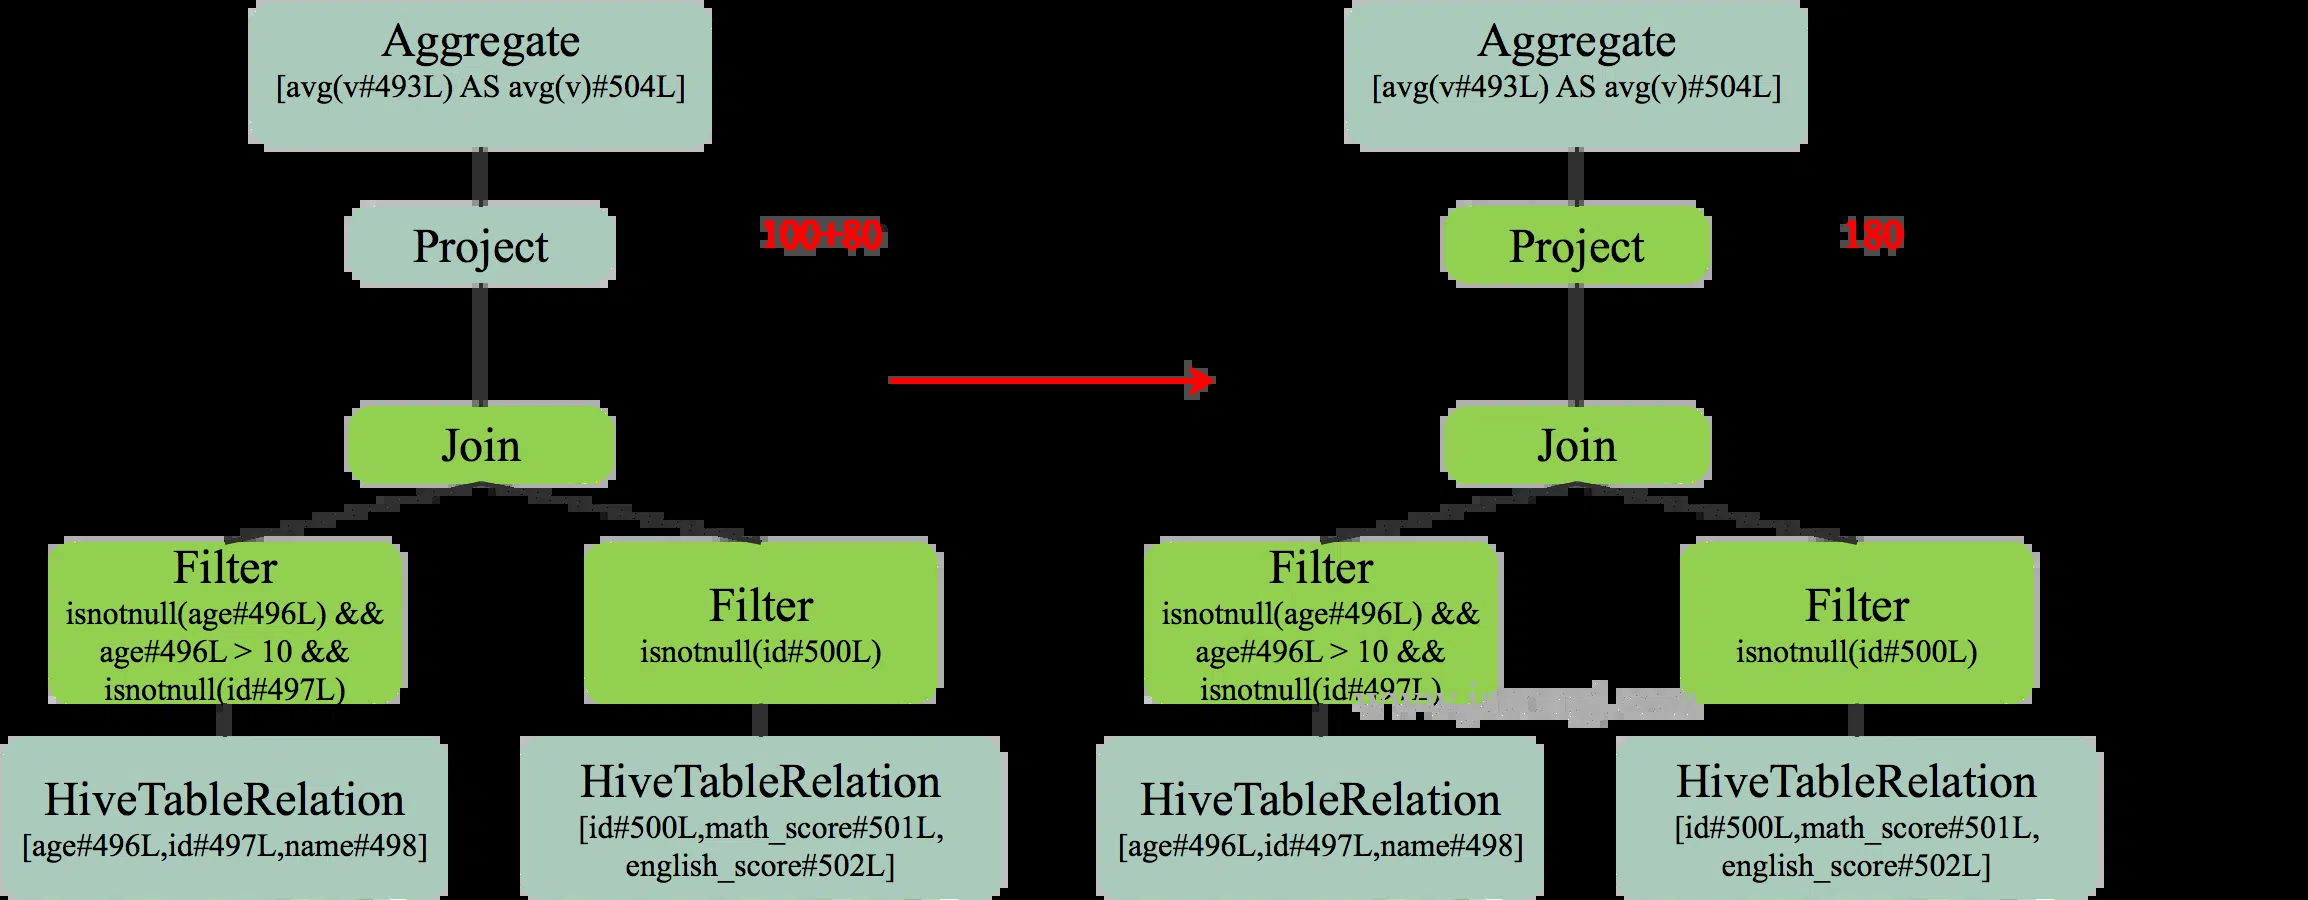 Aggregate
[avg(v#493L) AS avg(v)#504L]
Project
100+80
Join
Filter
isnotnull(age#496L) &&
age#496L > 10 &&
isnotnull(id#497L)
Filter
isnotnull(id#500L)
HiveTableRelation
[age#496L,id#497L,name#498]
HiveTableRelation
[id#500L,math_score#501L,
english_score#502L]
Aggregate
[avg(v#493L) AS avg(v)#504L]
Project
180
Join
Filter
isnotnull(age#496L) &&
age#496L > 10 &&
isnotnull(id#497L)
Filter
isnotnull(id#500L)
HiveTableRelation
[age#496L,id#497L,name#498]
HiveTableRelation
[id#500L,math_score#501L,
english_score#502L]